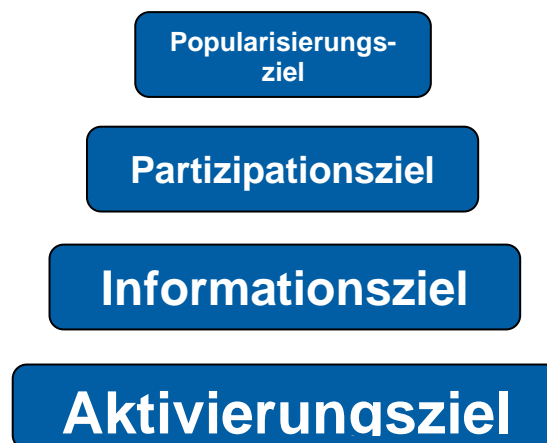 Popularisierungs-
ziel
Partizipationsziel
Informationsziel
Aktivierungsziel